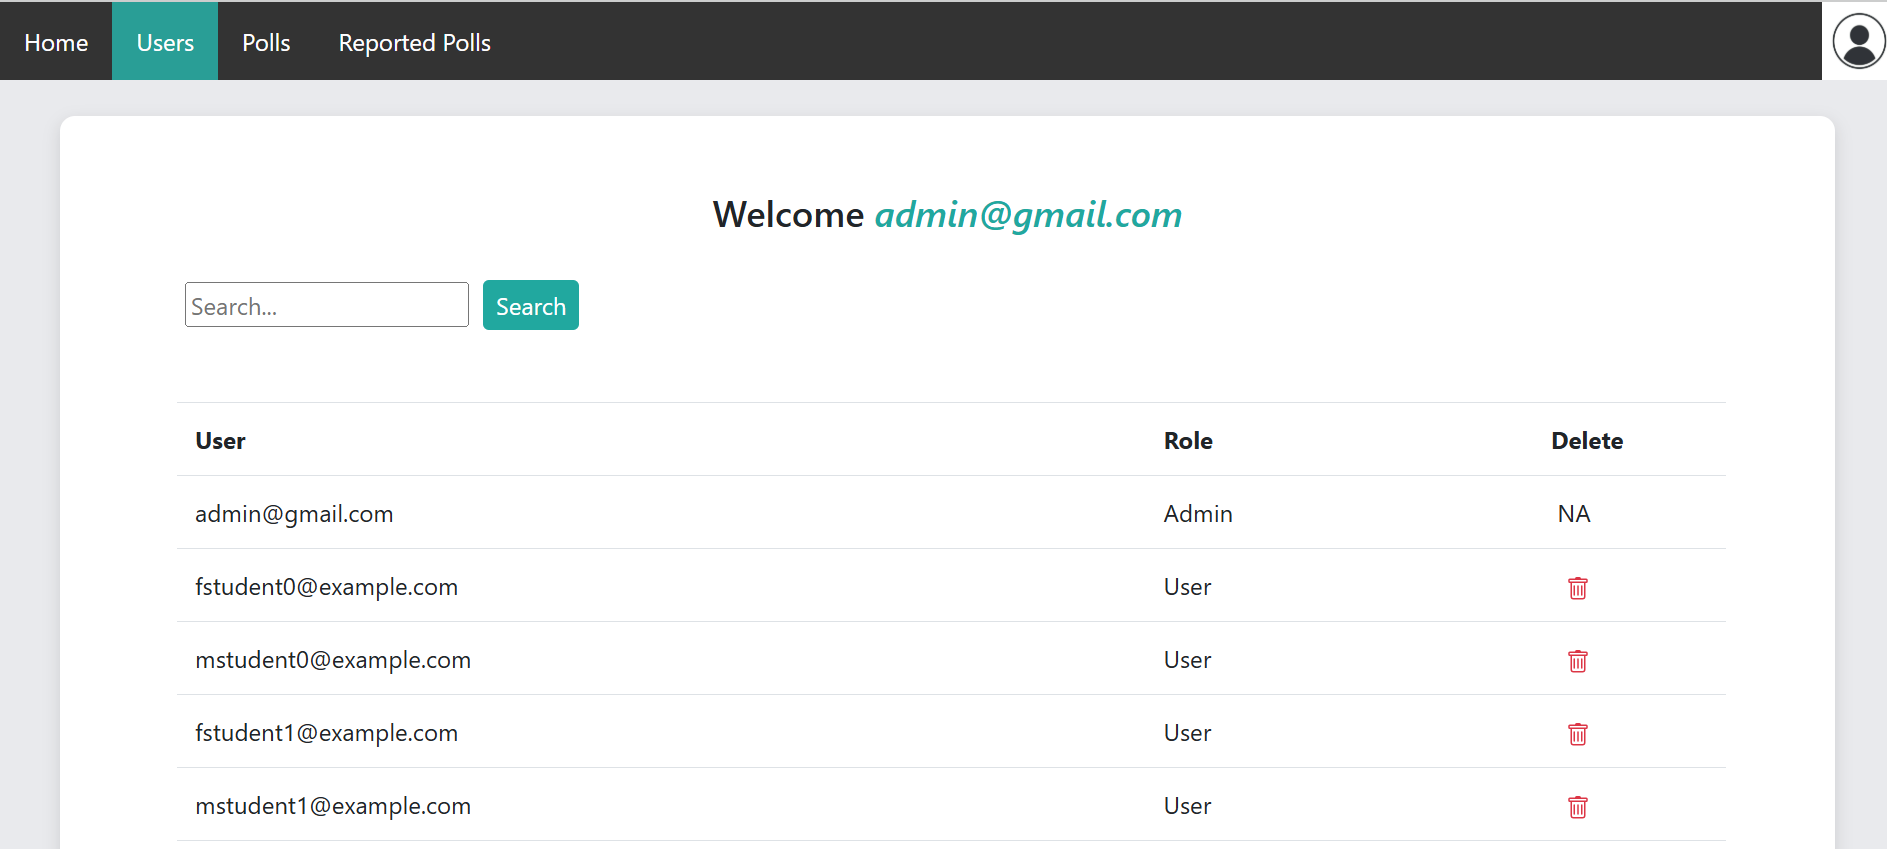 Home Users Polls Reported Polls
Welcome admin@gmail.com
Search... Search
User Role Delete
admin@gmail.com Admin NA
fstudent0@example.com User
mstudent0@example.com User
fstudent1@example.com User
mstudent1@example.com User